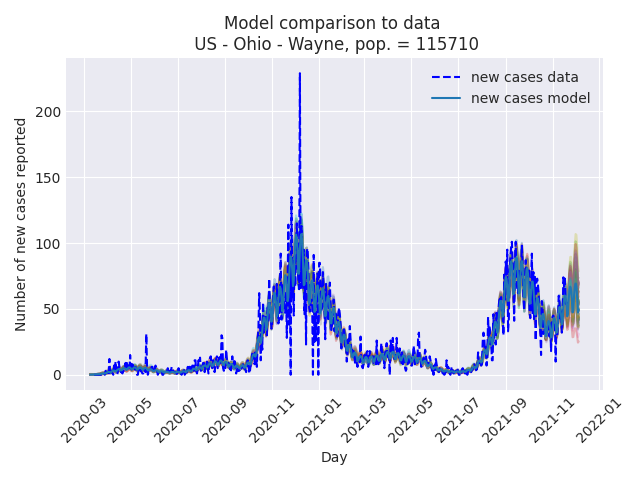 Model comparison to data
US - Ohio - Wayne, pop. = 115710
new cases data
new cases model
Number of new cases reported
200
150
100
50
0
2020-03
2020-05
2020-07
2020-09
2020-11
2021-01
2021-03
2021-05
2021-07
2021-09
2021-11
2022-01
Day